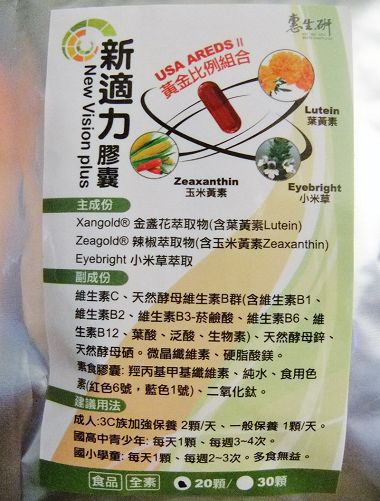 惠生研
新適力膠囊
New Vision plus
USA AREDS II
黃金比例組合
Lutein
葉黃素
Zeaxanthin
玉米黃素
Eyebright
小米草
主成份
Xangold® 金盞花萃取物(含葉黃素Lutein)
Zeagold® 辣椒萃取物(含玉米黃素Zeaxanthin)
Eyebright 小米草萃取
副成份
維生素C、天然酵母維生素B群(含維生素B1、
維生素B2、維生素B3-菸鹼酸、維生素B6、維
生素B12、葉酸、泛酸、生物素)、天然酵母鋅、
天然酵母硒。微晶纖維素、硬脂酸鎂。
素食膠囊: 羥丙基甲基纖維素、純水、食用色
素(紅色6號，藍色1號)、二氧化鈦。
建議用法
成人:3C族加強保養 2顆/天、一般保養 1顆/天。
國高中青少年: 每天1顆、每週3~4次。
國小學童: 每天1顆、每週2~3次。多食無益。
食品 全素 20顆/ 30顆